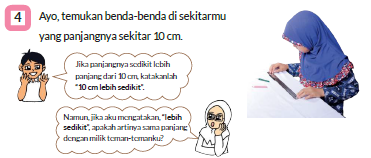 4
Ayo, temukan benda-benda di sekitarmu
yang panjangnya sekitar 10 cm.
Jika panjangnya sedikit lebih
panjang dari 10 cm, katakanlah
"10 cm lebih sedikit".
Namun, jika aku mengatakan, "lebih
sedikit", apakah artinya sama panjang
dengan milik teman-temanku?